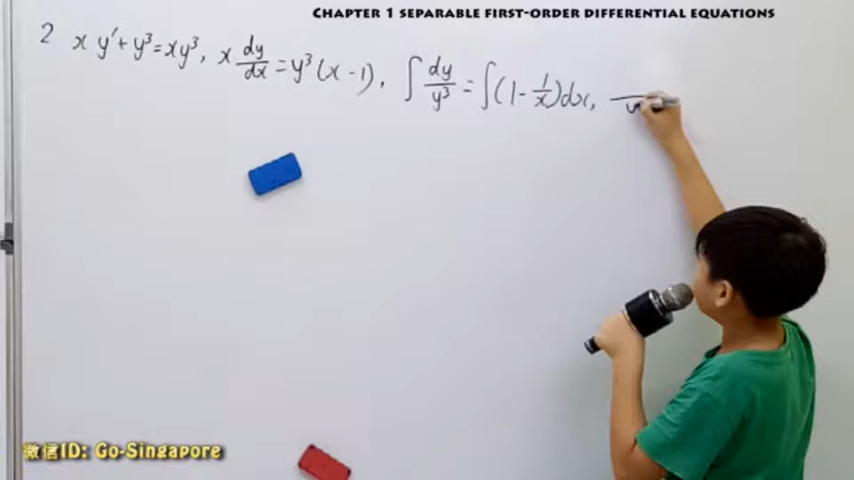 CHAPTER 1 SEPARABLE FIRST-ORDER DIFFERENTIAL EQUATIONS
2 x y' + y³ = xy³, x dy/dx = y³(x - 1), ∫ dy/y³ = ∫(1 - 1/x)dx,
微信ID: Go-Singapore